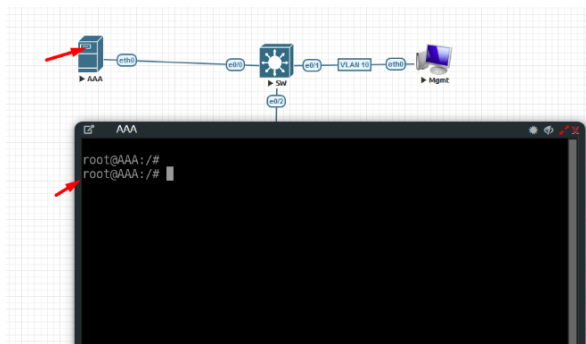 eth0
e0/0
e0/1
VLAN 10
eth0
AAA
SW
Mgmt
e0/2
AAA
root@AAA:/#
root@AAA:/#